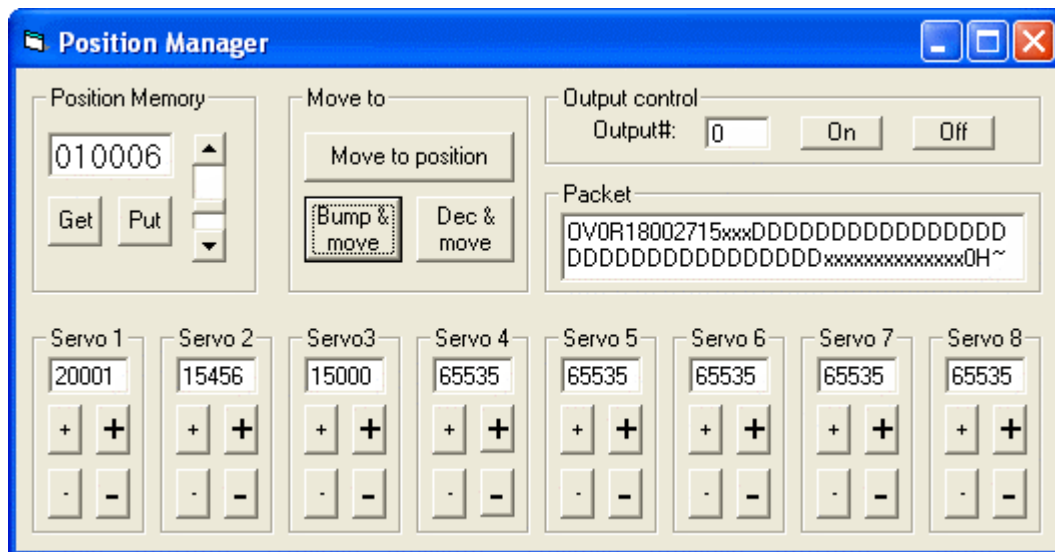 Position Manager
Position Memory
010006
Get
Put
Move to
Move to position
Bump &
move
Dec &
move
Output control
Output#:
0
On
Off
Packet
0V0R18002715xxxDDDDDDDDDDDDDDDD
DDDDDDDDDDDDDDDDxxxxxxxxxxxxxx0H~
Servo 1
20001
+ +
- -
Servo 2
15456
+ +
- -
Servo3
15000
+ +
- -
Servo 4
65535
+ +
- -
Servo 5
65535
+ +
- -
Servo 6
65535
+ +
- -
Servo 7
65535
+ +
- -
Servo 8
65535
+ +
- -